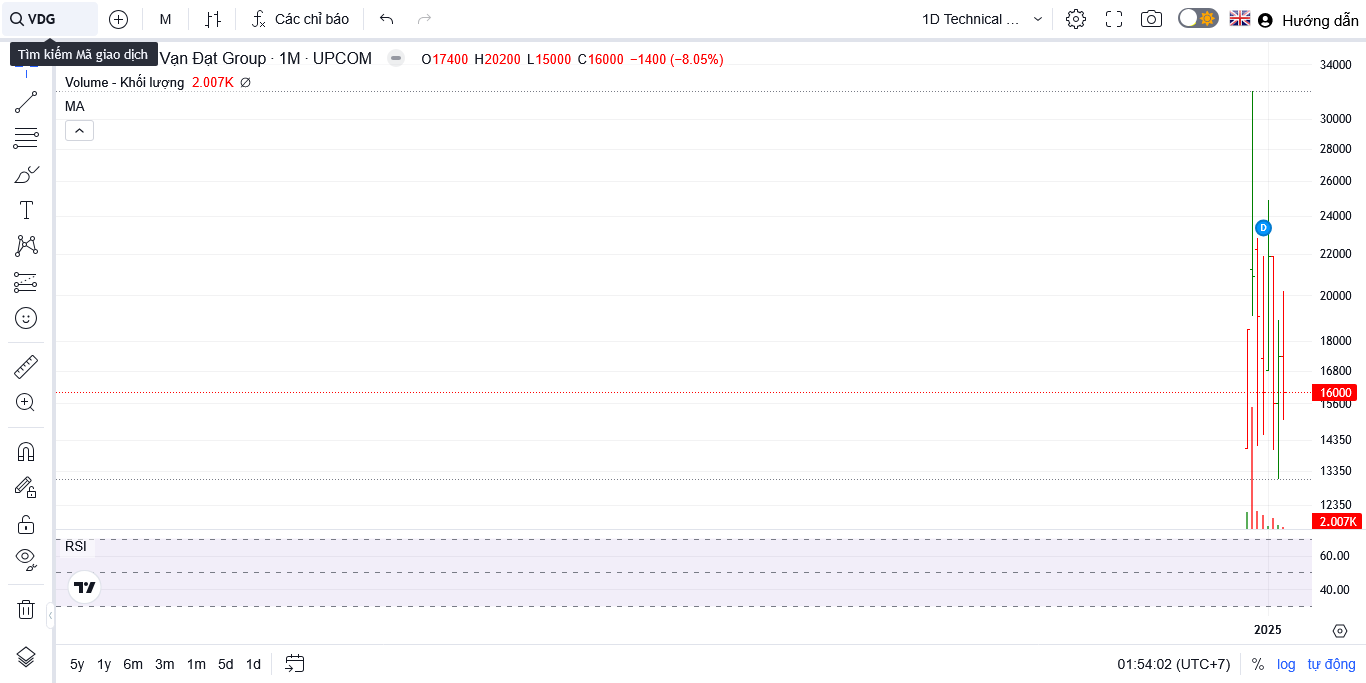 VDG
M
Các chỉ báo
1D Technical ...
Hướng dẫn
Tìm kiếm Mã giao dịch
Vạn Đạt Group · 1M · UPCOM
O17400 H20200 L15000 C16000 −1400 (−8.05%)
Volume - Khối lượng 2.007K ∅
MA
34000
30000
28000
26000
24000
D
22000
20000
18000
16800
16000
15600
14350
13350
12350
2.007K
RSI
60.00
40.00
2025
5y 1y 6m 3m 1m 5d 1d
01:54:02 (UTC+7)
% log tự động